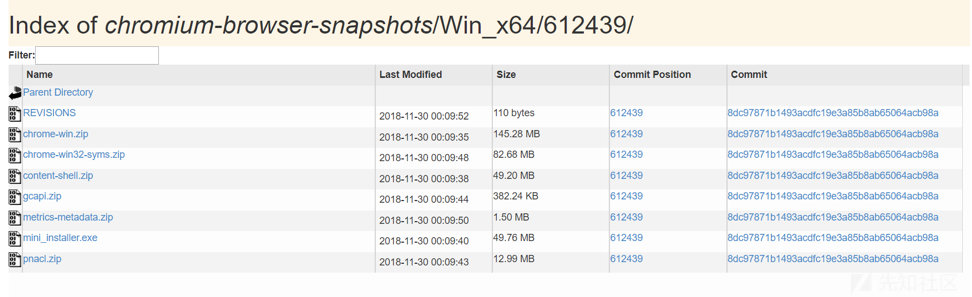 Index of chromium-browser-snapshots/Win_x64/612439/
Filter:
Name Last Modified Size Commit Position Commit
Parent Directory
REVISIONS 2018-11-30 00:09:52 110 bytes 612439 8dc97871b1493acdfc19e3a85b8ab65064acb98a
chrome-win.zip 2018-11-30 00:09:35 145.28 MB 612439 8dc97871b1493acdfc19e3a85b8ab65064acb98a
chrome-win32-syms.zip 2018-11-30 00:09:48 82.68 MB 612439 8dc97871b1493acdfc19e3a85b8ab65064acb98a
content-shell.zip 2018-11-30 00:09:38 49.20 MB 612439 8dc97871b1493acdfc19e3a85b8ab65064acb98a
gcapi.zip 2018-11-30 00:09:44 382.24 KB 612439 8dc97871b1493acdfc19e3a85b8ab65064acb98a
metrics-metadata.zip 2018-11-30 00:09:50 1.50 MB 612439 8dc97871b1493acdfc19e3a85b8ab65064acb98a
mini_installer.exe 2018-11-30 00:09:40 49.76 MB 612439 8dc97871b1493acdfc19e3a85b8ab65064acb98a
pnacl.zip 2018-11-30 00:09:43 12.99 MB 612439 8dc97871b1493acdfc19e3a85b8ab65064acb98a
先知社区